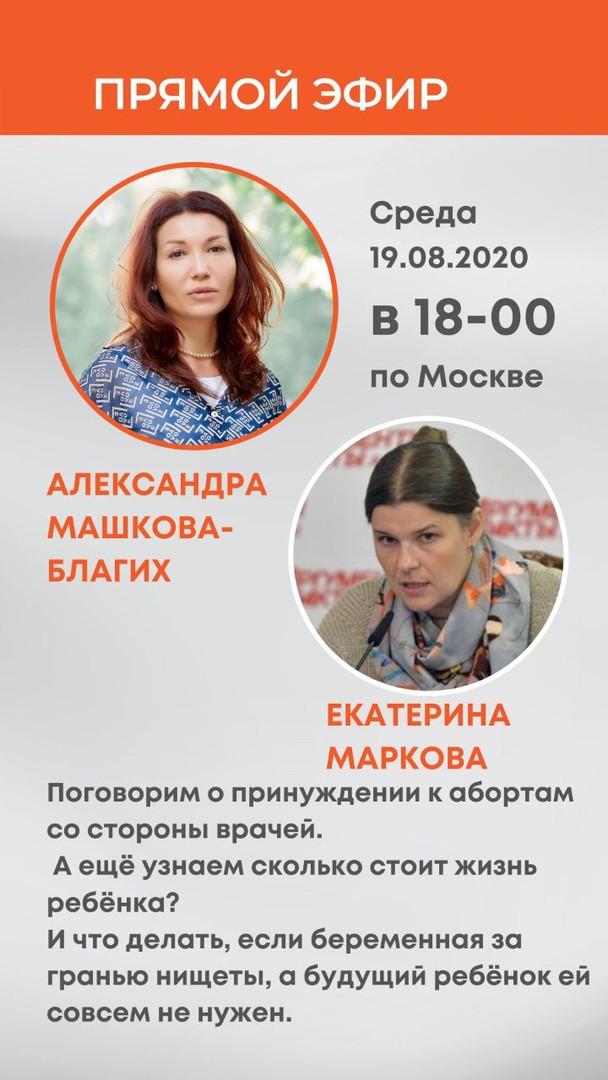 ПРЯМОЙ ЭФИР
Среда
19.08.2020
в 18-00
по Москве
АЛЕКСАНДРА
МАШКОВА-
БЛАГИХ
ЕКАТЕРИНА
МАРКОВА
Поговорим о принуждении к абортам
со стороны врачей.
А ещё узнаем сколько стоит жизнь
ребёнка?
И что делать, если беременная за
гранью нищеты, а будущий ребёнок ей
совсем не нужен.